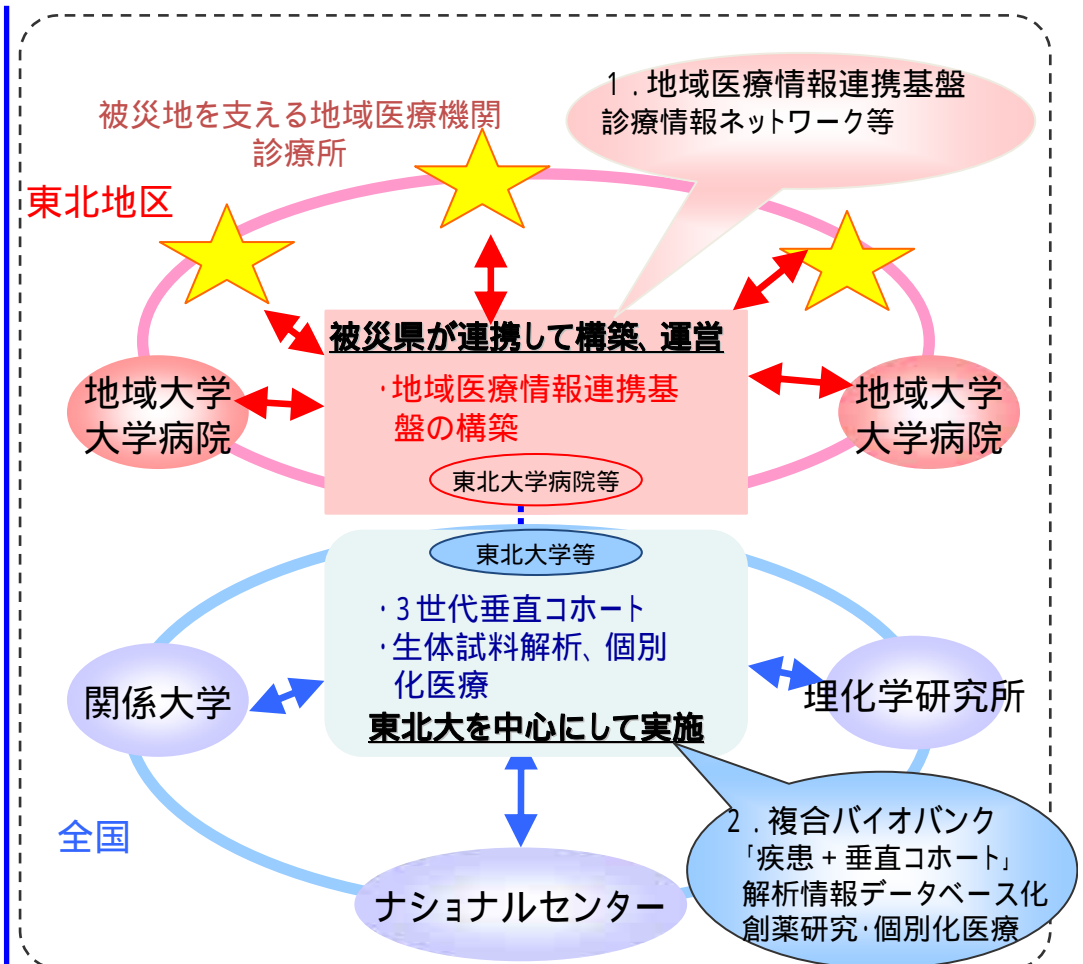 1．地域医療情報連携基盤
診療情報ネットワーク等
被災地を支える地域医療機関
診療所
東北地区
被災県が連携して構築、運営
・地域医療情報連携基
盤の構築
地域大学
大学病院
地域大学
大学病院
東北大学病院等
東北大学等
・3世代垂直コホート
・生体試料解析、個別
化医療
東北大を中心にして実施
関係大学
理化学研究所
全国
ナショナルセンター
2．複合バイオバンク
「疾患+垂直コホート」
解析情報データベース化
創薬研究・個別化医療